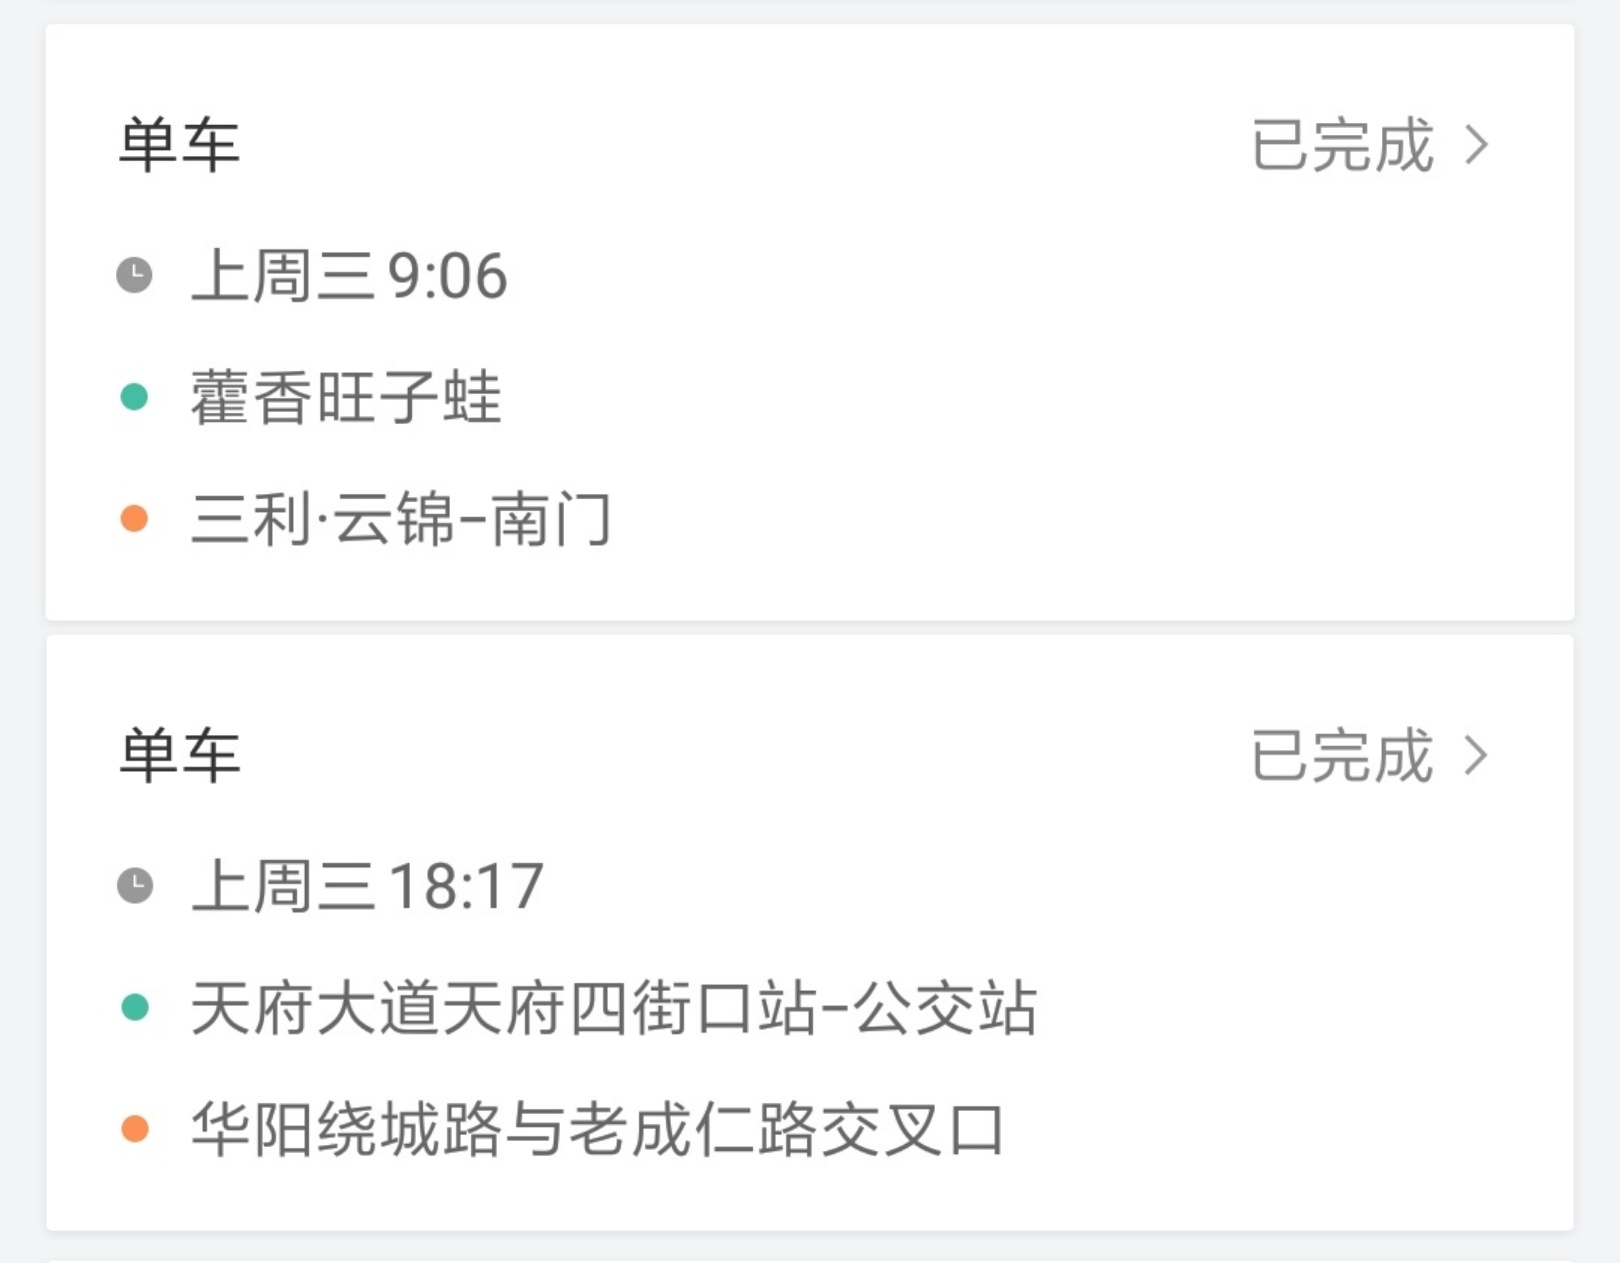 单车 已完成
上周三 9:06
藿香旺子蛙
三利·云锦-南门
单车 已完成
上周三 18:17
天府大道天府四街口站-公交站
华阳绕城路与老成仁路交叉口